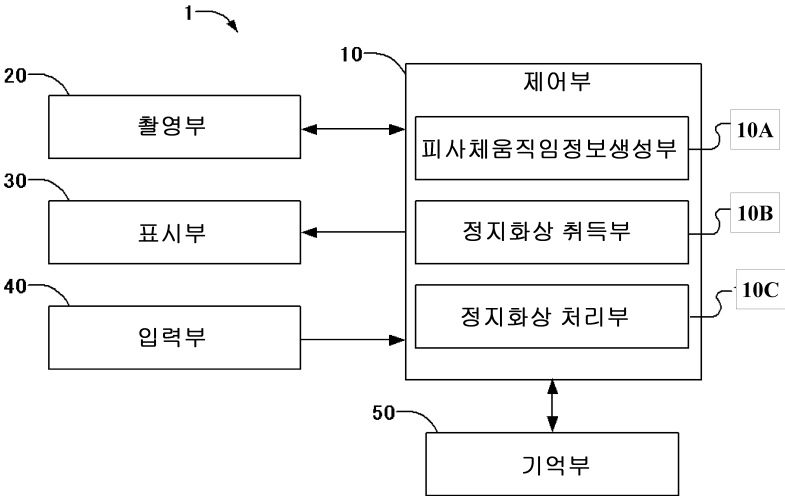 1
20
촬영부
30
표시부
40
입력부
10
제어부
피사체움직임정보생성부
10A
정지화상 취득부
10B
정지화상 처리부
10C
50
기억부